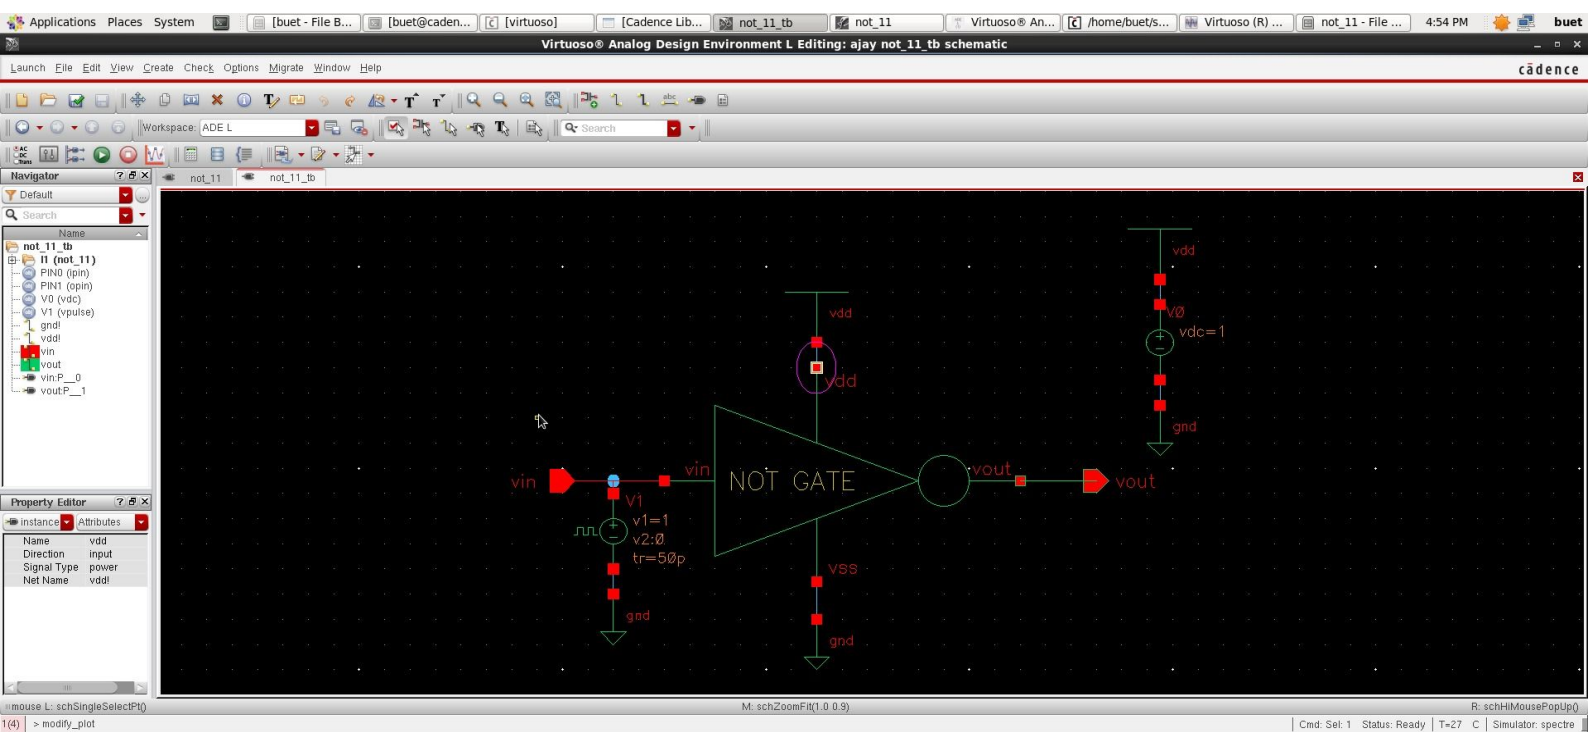 Applications Places System [buet - File B... [buet@caden... [virtuoso] [Cadence Lib... not_11_tb not_11 Virtuoso® An... /home/buet/s... Virtuoso (R) ... not_11 - File ... 4:54 PM buet
Virtuoso® Analog Design Environment L Editing: ajay not_11_tb schematic
Launch File Edit View Create Check Options Migrate Window Help cādence
Workspace: ADE L Search
Navigator not_11 not_11_tb
Default
Search
Name
not_11_tb
I1 (not_11)
PIN0 (ipin)
PIN1 (opin)
V0 (vdc)
V1 (vpulse)
gnd!
vdd!
vin
vout
vin:P__0
vout:P__1
vdd
V0
vdc=1
gnd
vdd
vdd
vin
vin
NOT GATE
vout
vout
V1
v1=1
v2:0
tr=50p
gnd
vss
gnd
Property Editor
instance Attributes
Name vdd
Direction input
Signal Type power
Net Name vdd!
mouse L: schSingleSelectPt() M: schZoomFit(1.0 0.9) R: schHiMousePopUp()
1(4) > modify_plot Cmd: Sel: 1 Status: Ready T=27 C Simulator: spectre